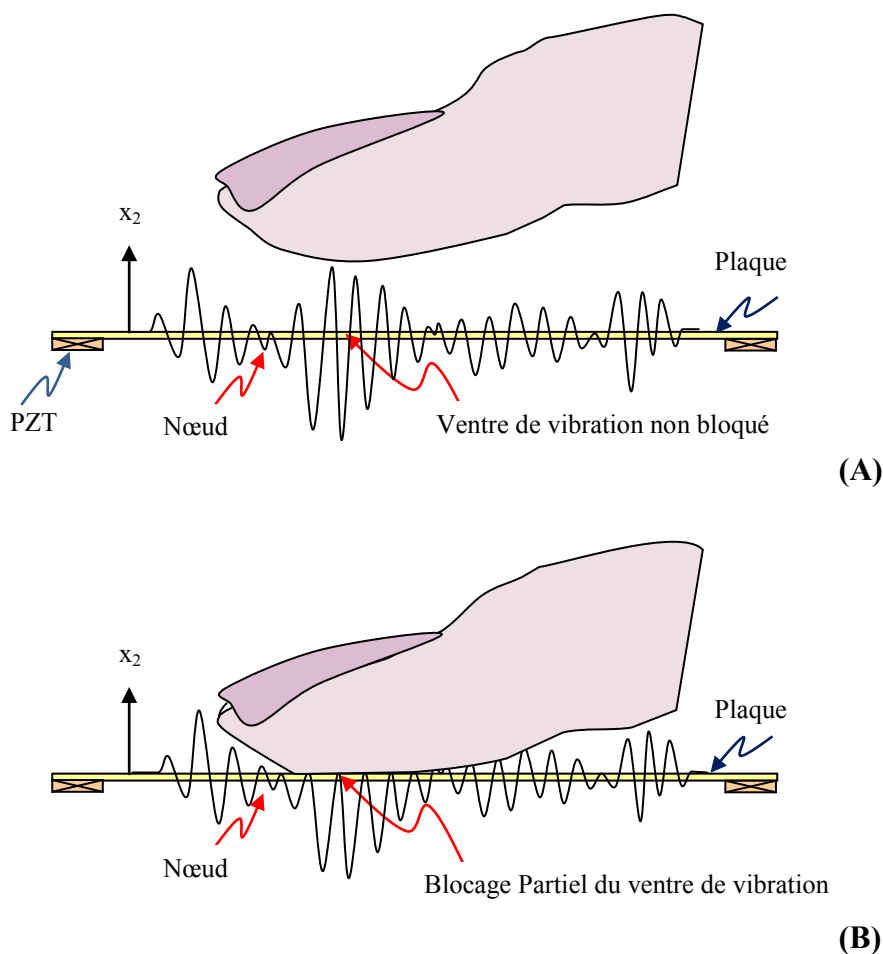 x₂
Plaque
PZT
Nœud
Ventre de vibration non bloqué
(A)
x₂
Plaque
Nœud
Blocage Partiel du ventre de vibration
(B)